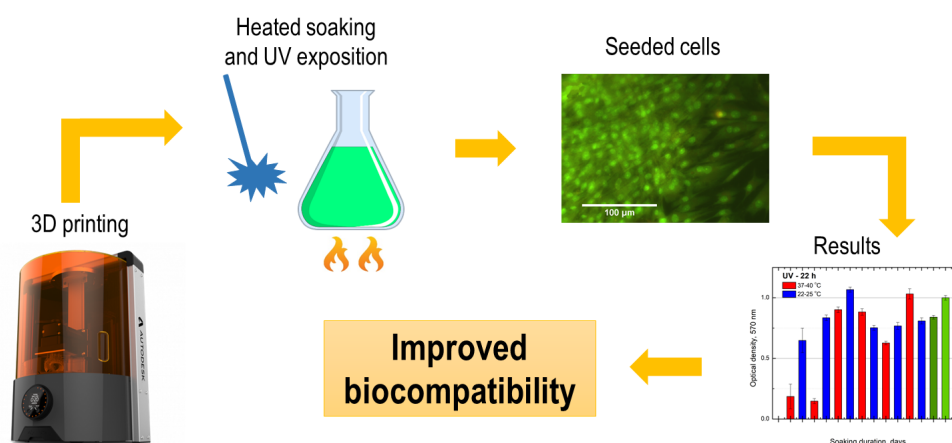 Heated soaking
and UV exposition
Seeded cells
100 µm
3D printing
AUTODESK
Results
UV - 22 h
37-40 °C
22-25 °C
Optical density, 570 nm
1.0
0.5
0.0
Soaking duration, days
Improved
biocompatibility